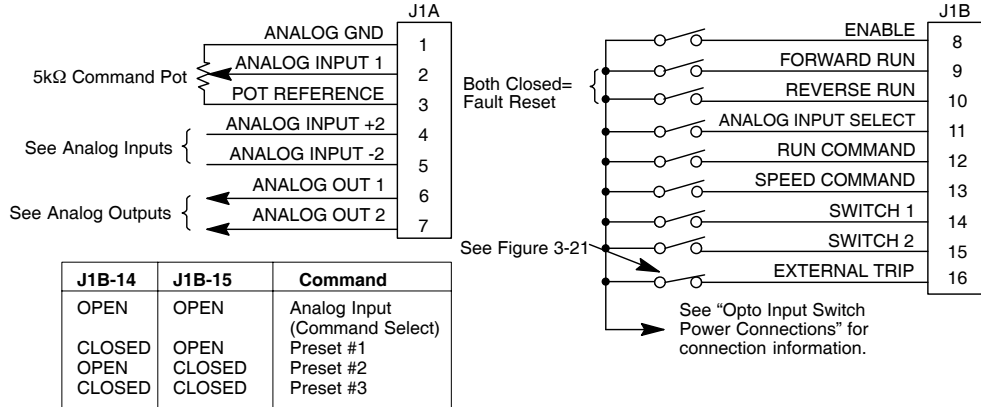 J1A
ANALOG GND
1
5kΩ Command Pot
ANALOG INPUT 1
2
POT REFERENCE
3
ANALOG INPUT +2
4
See Analog Inputs
ANALOG INPUT -2
5
ANALOG OUT 1
6
See Analog Outputs
ANALOG OUT 2
7
J1B-14 J1B-15 Command
OPEN OPEN Analog Input
(Command Select)
CLOSED OPEN Preset #1
OPEN CLOSED Preset #2
CLOSED CLOSED Preset #3
J1B
ENABLE
8
FORWARD RUN
9
Both Closed=
Fault Reset
REVERSE RUN
10
ANALOG INPUT SELECT
11
RUN COMMAND
12
SPEED COMMAND
13
SWITCH 1
14
SWITCH 2
15
See Figure 3-21
EXTERNAL TRIP
16
See “Opto Input Switch
Power Connections” for
connection information.